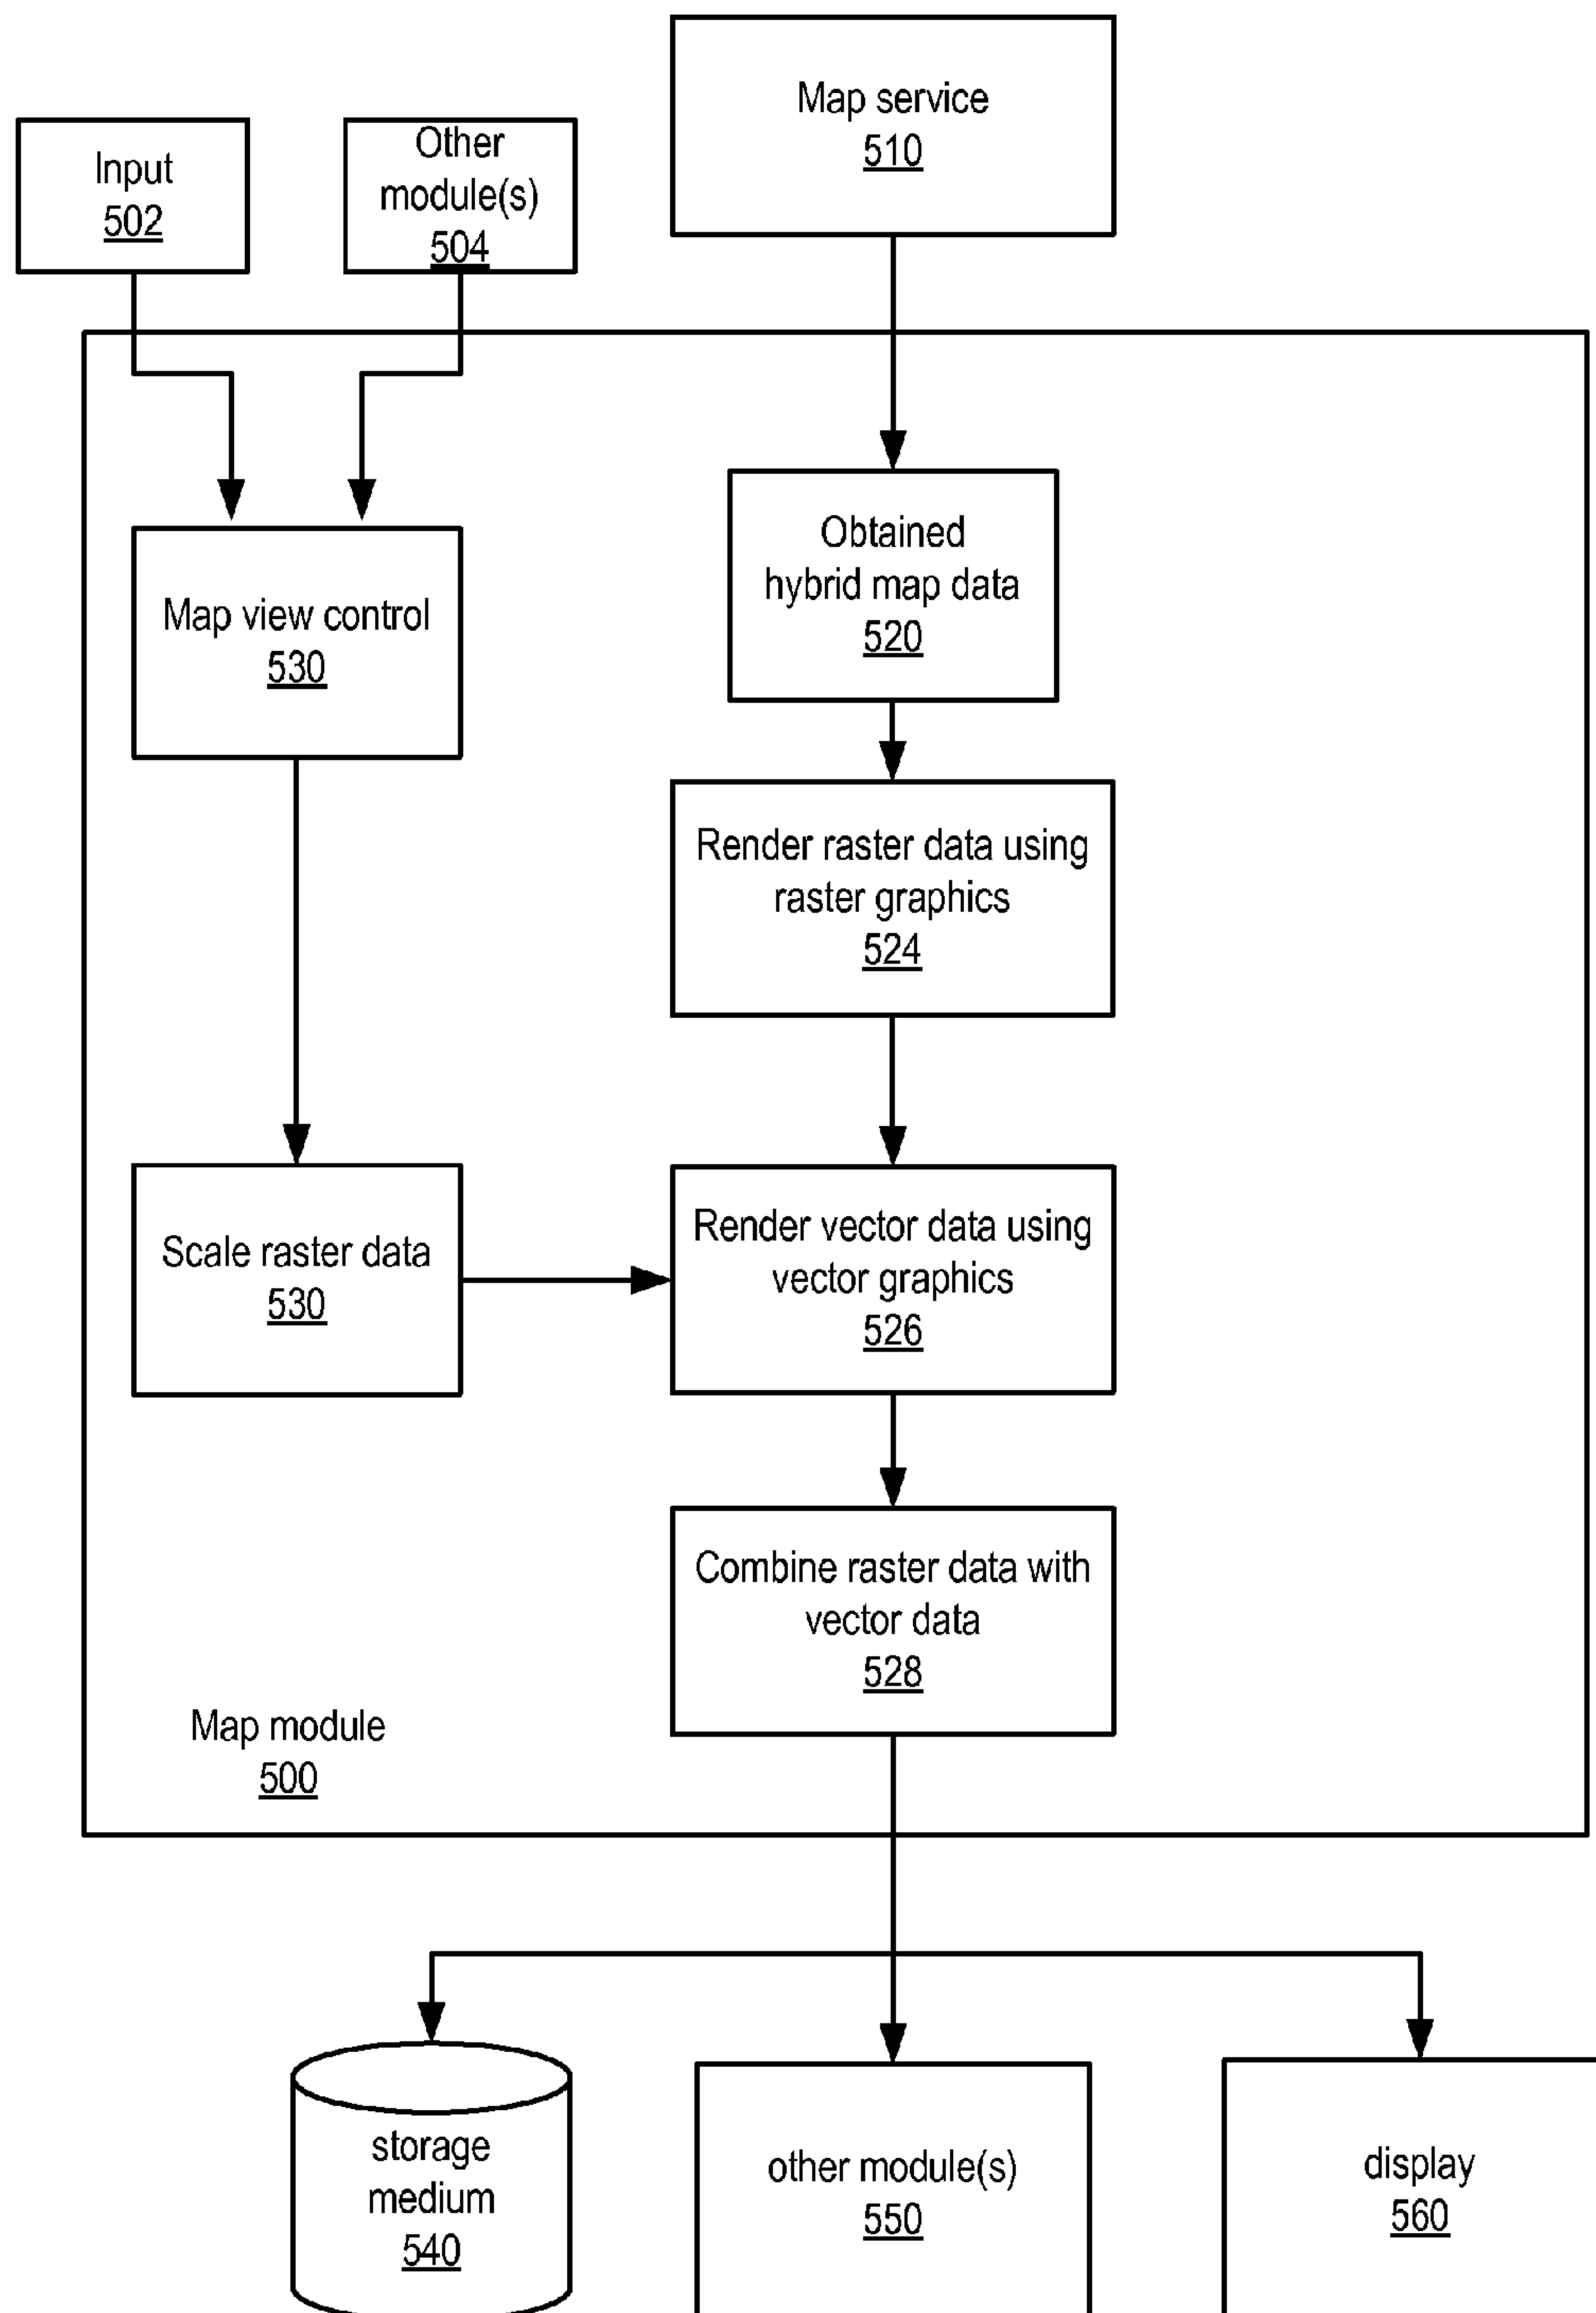 Map service
510
Input
502
Other
module(s)
504
Obtained
hybrid map data
520
Map view control
530
Render raster data using
raster graphics
524
Scale raster data
530
Render vector data using
vector graphics
526
Combine raster data with
vector data
528
Map module
500
storage
medium
540
other module(s)
550
display
560